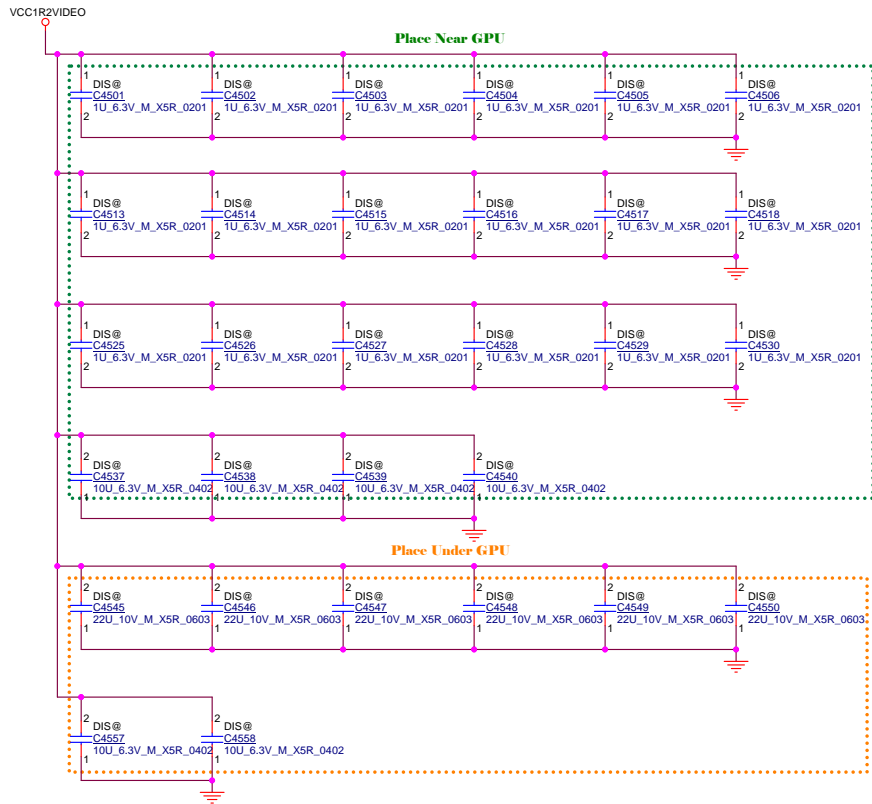 VCC1R2VIDEO
Place Near GPU
1 1 1 1 1 1
DIS@ DIS@ DIS@ DIS@ DIS@ DIS@
C4501 C4502 C4503 C4504 C4505 C4506
1U_6.3V_M_X5R_0201 1U_6.3V_M_X5R_0201 1U_6.3V_M_X5R_0201 1U_6.3V_M_X5R_0201 1U_6.3V_M_X5R_0201 1U_6.3V_M_X5R_0201
2 2 2 2 2 2
1 1 1 1 1 1
DIS@ DIS@ DIS@ DIS@ DIS@ DIS@
C4513 C4514 C4515 C4516 C4517 C4518
1U_6.3V_M_X5R_0201 1U_6.3V_M_X5R_0201 1U_6.3V_M_X5R_0201 1U_6.3V_M_X5R_0201 1U_6.3V_M_X5R_0201 1U_6.3V_M_X5R_0201
2 2 2 2 2 2
1 1 1 1 1 1
DIS@ DIS@ DIS@ DIS@ DIS@ DIS@
C4525 C4526 C4527 C4528 C4529 C4530
1U_6.3V_M_X5R_0201 1U_6.3V_M_X5R_0201 1U_6.3V_M_X5R_0201 1U_6.3V_M_X5R_0201 1U_6.3V_M_X5R_0201 1U_6.3V_M_X5R_0201
2 2 2 2 2 2
2 2 2 2
DIS@ DIS@ DIS@ DIS@
C4537 C4538 C4539 C4540
10U_6.3V_M_X5R_0402 10U_6.3V_M_X5R_0402 10U_6.3V_M_X5R_0402 10U_6.3V_M_X5R_0402
1 1 1 1
Place Under GPU
2 2 2 2 2 2
DIS@ DIS@ DIS@ DIS@ DIS@ DIS@
C4545 C4546 C4547 C4548 C4549 C4550
22U_10V_M_X5R_0603 22U_10V_M_X5R_0603 22U_10V_M_X5R_0603 22U_10V_M_X5R_0603 22U_10V_M_X5R_0603 22U_10V_M_X5R_0603
1 1 1 1 1 1
2 2
DIS@ DIS@
C4557 C4558
10U_6.3V_M_X5R_0402 10U_6.3V_M_X5R_0402
1 1